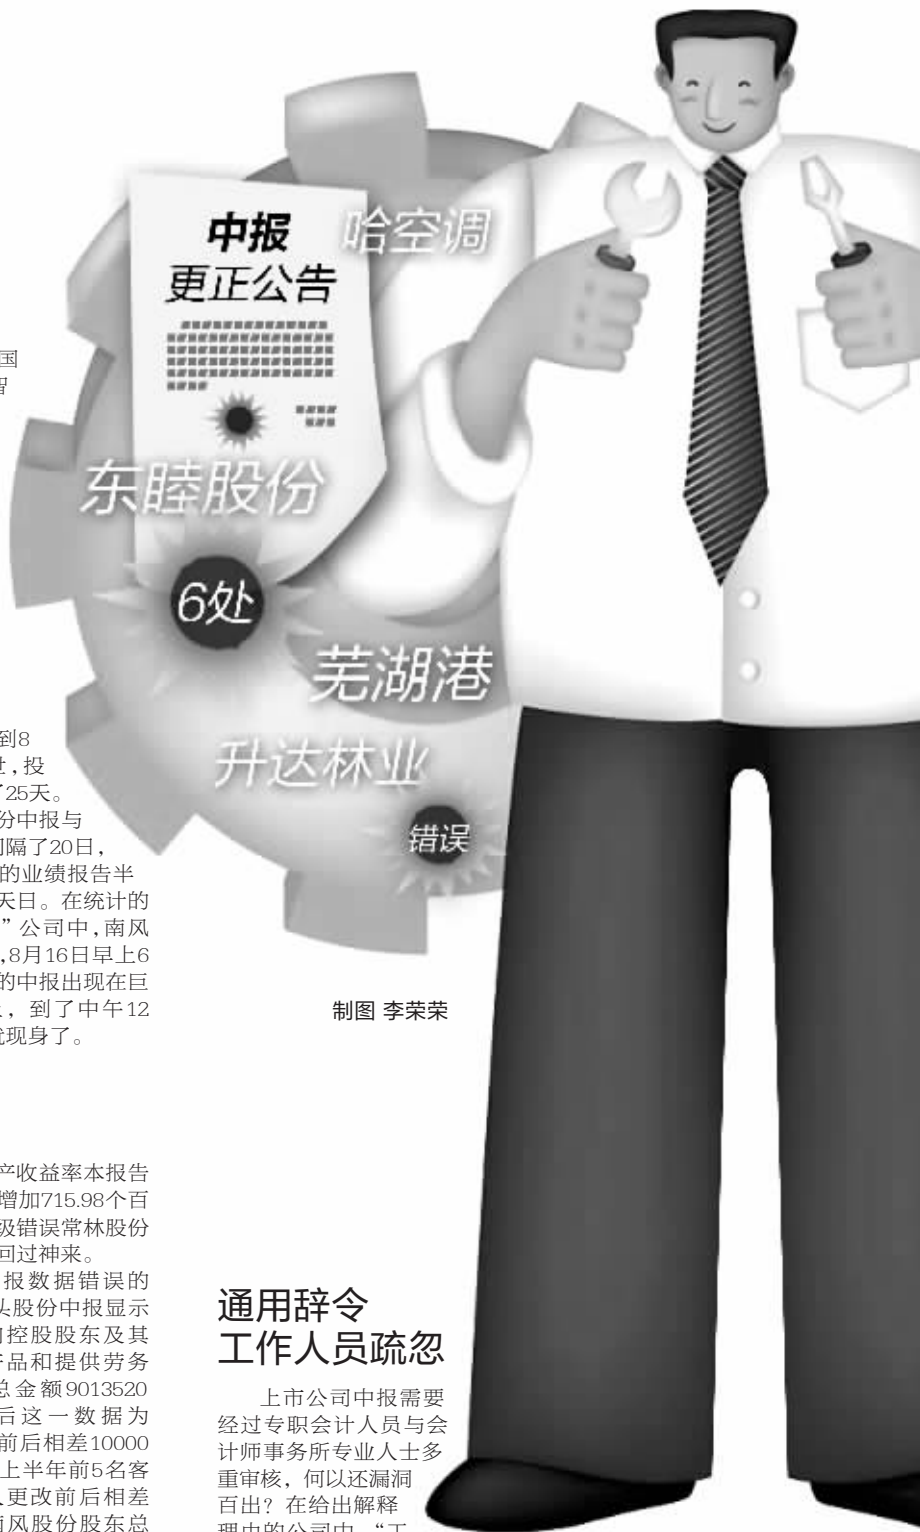 中报
更正公告
哈空调
东睦股份
6处
芜湖港
升达林业
错误
制图 李荣荣
国
到8
,投
25天。
份中报与
隔了20日,
的业绩报告半
天日。在统计的
”公司中,南风
,8月16日早上6
的中报出现在巨
,到了中午12
现身了。
产收益率本报告
增加715.98个百
级错误常林股份
回过神来。
报数据错误的
头股份中报显示
控股股东及其
产品和提供劳务
总金额9013520
后这一数据为
前后相差10000
上半年前5名客
更改前后相差
南风股份股东总
通用辞令
工作人员疏忽
上市公司中报需要
经过专职会计人员与会
计师事务所专业人士多
重审核,何以还漏洞
百出?在给出解释
理由的公司中,“工